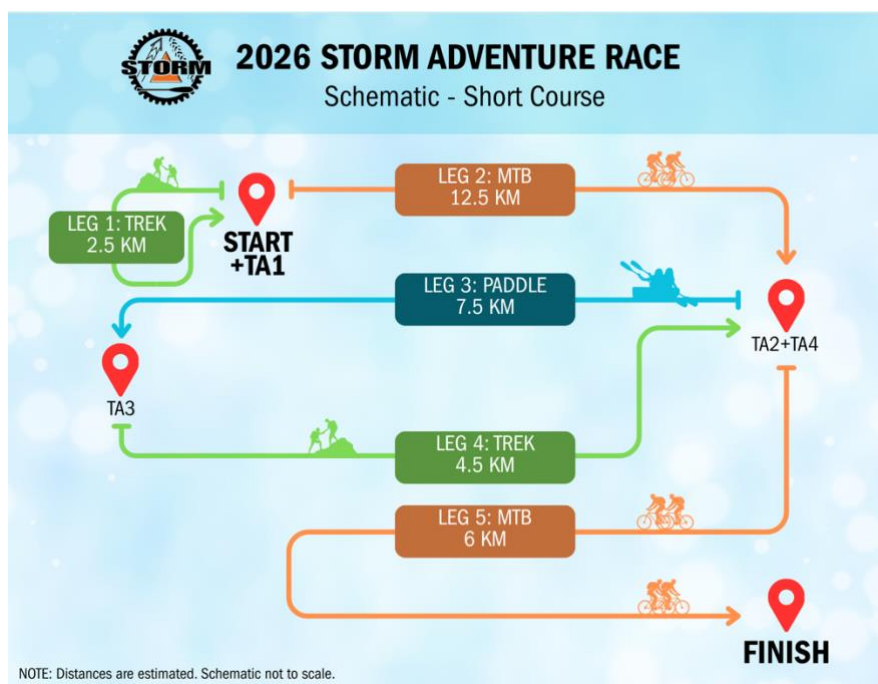 STORM
2026 STORM ADVENTURE RACE
Schematic - Short Course
LEG 1: TREK
2.5 KM
START
+TA1
LEG 2: MTB
12.5 KM
LEG 3: PADDLE
7.5 KM
TA2+TA4
TA3
LEG 4: TREK
4.5 KM
LEG 5: MTB
6 KM
FINISH
NOTE: Distances are estimated. Schematic not to scale.